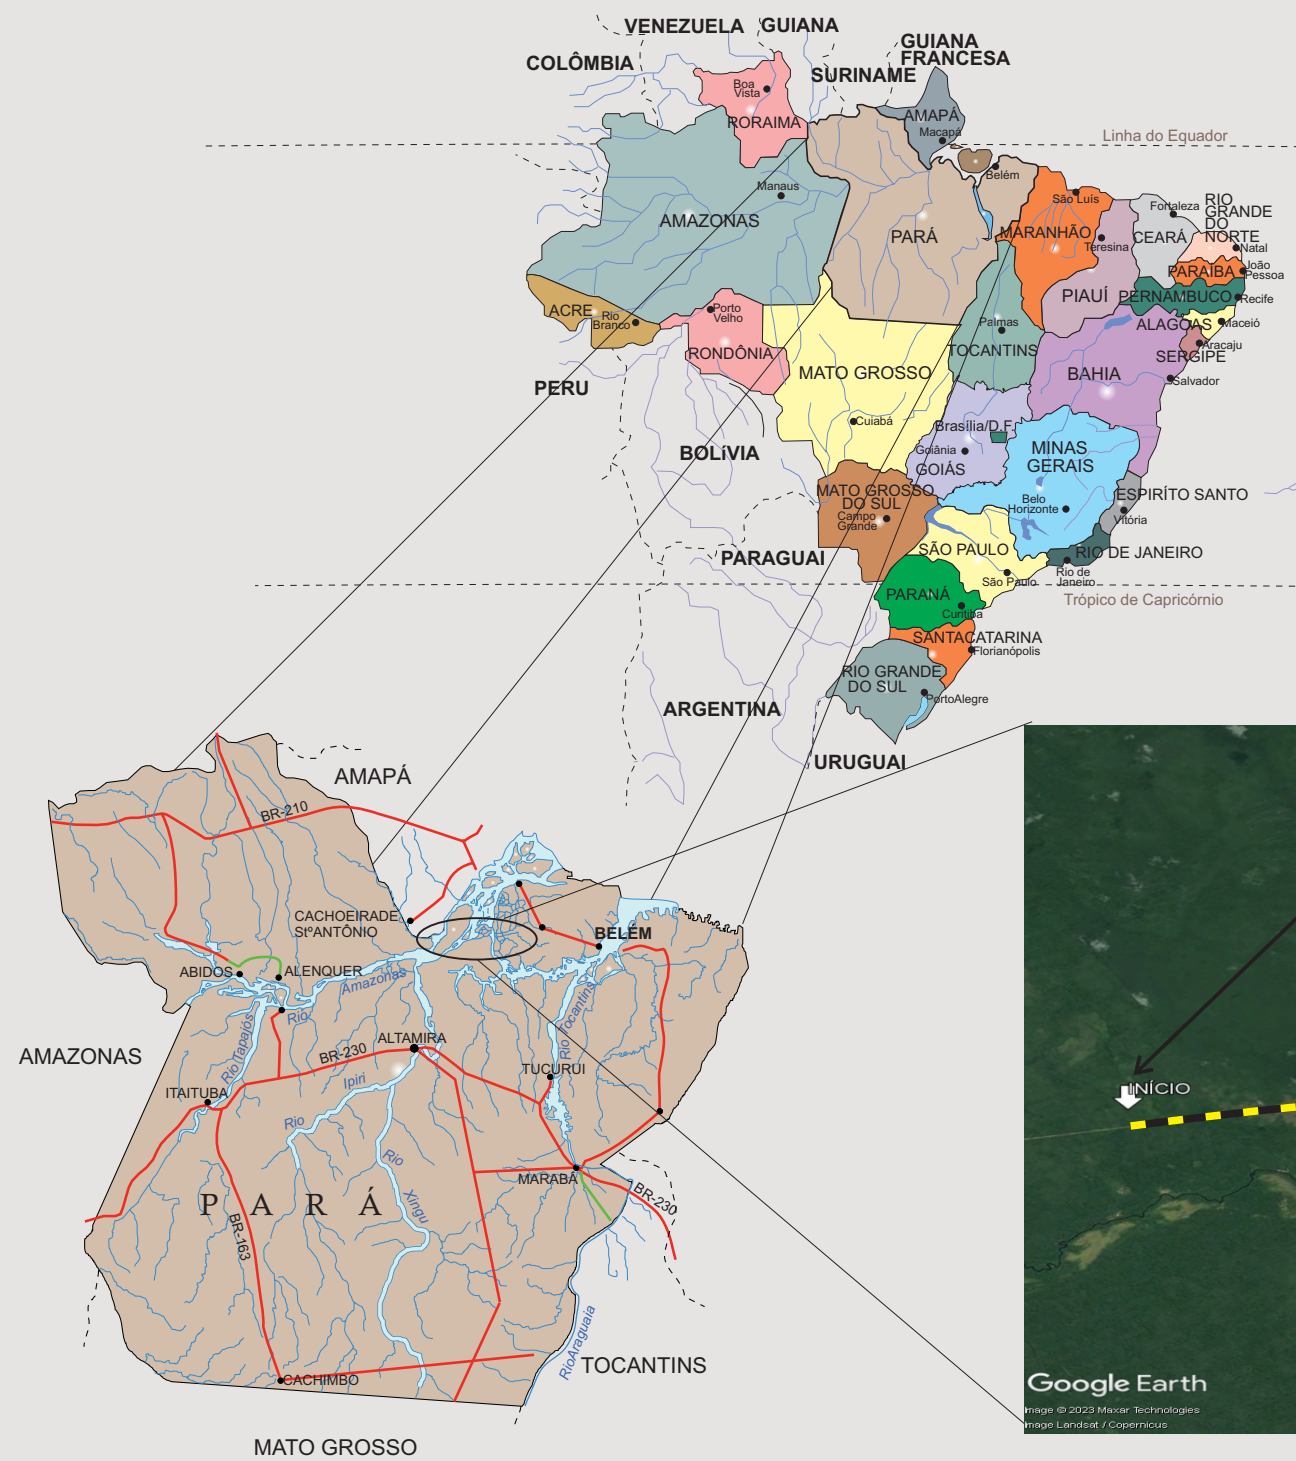 VENEZUELA
GUIANA
GUIANA
FRANCESA
COLÔMBIA
SURINAME
Boa
Vista
RORAIMA
AMAPÁ
Macapá
Linha do Equador
Belém
Manaus
AMAZONAS
PARÁ
São Luís
MARANHÃO
Teresina
Fortaleza
CEARÁ
RIO
GRANDE
DO
NORTE
Natal
PARAÍBA
João
Pessoa
PIAUÍ
PERNAMBUCO
Recife
ACRE
Rio
Branco
Porto
Velho
RONDÔNIA
Palmas
TOCANTINS
ALAGOAS
Maceió
Aracaju
SERGIPE
MATO GROSSO
BAHIA
Salvador
PERU
Cuiabá
Brasília/D.F.
Goiânia
GOIÁS
MINAS
GERAIS
BOLíVIA
MATO GROSSO
DO SUL
Campo
Grande
Belo
Horizonte
ESPIRÍTO SANTO
Vitória
PARAGUAI
SÃO PAULO
São Paulo
RIO DE JANEIRO
Rio de
Janeiro
PARANÁ
Curitiba
Trópico de Capricórnio
SANTACATARINA
Florianópolis
RIO GRANDE
DO SUL
PortoAlegre
ARGENTINA
URUGUAI
AMAPÁ
BR-210
CACHOEIRADE
StºANTÔNIO
BELÉM
ABIDOS
ALENQUER
Amazonas
Rio
Rio Tapajós
Rio Tocantins
AMAZONAS
ALTAMIRA
BR-230
Ipiri
Rio
TUCURUI
ITAITUBA
Rio
Xingu
MARABÁ
BR-230
PARÁ
BR-163
RioAraguaia
TOCANTINS
CACHIMBO
MATO GROSSO
INÍCIO
Google Earth
Image © 2023 Maxar Technologies
Image Landsat / Copernicus